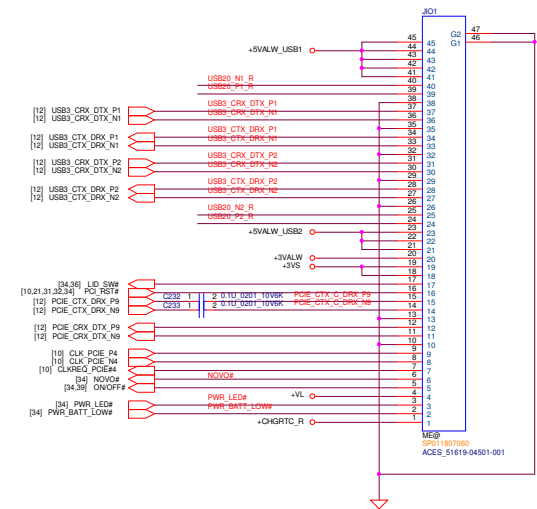 JIO1
G2 47
G1 46
+5VALW_USB1
45 45
44 44
43 43
42 42
41 41
USB20_N1_R 40 40
USB20_P1_R 39 39
38 38
[12] USB3_CRX_DTX_P1 USB3_CRX_DTX_P1 37 37
[12] USB3_CRX_DTX_N1 USB3_CRX_DTX_N1 36 36
35 35
[12] USB3_CTX_DRX_P1 USB3_CTX_DRX_P1 34 34
[12] USB3_CTX_DRX_N1 USB3_CTX_DRX_N1 33 33
32 32
[12] USB3_CRX_DTX_P2 USB3_CRX_DTX_P2 31 31
[12] USB3_CRX_DTX_N2 USB3_CRX_DTX_N2 30 30
29 29
[12] USB3_CTX_DRX_P2 USB3_CTX_DRX_P2 28 28
[12] USB3_CTX_DRX_N2 USB3_CTX_DRX_N2 27 27
26 26
USB20_N2_R 25 25
USB20_P2_R 24 24
+5VALW_USB2 23 23
22 22
21 21
+3VALW 20 20
+3VS 19 19
18 18
[34,36] LID_SW# 17 17
[10,21,31,32,34] PCI_RST# 16 16
[12] PCIE_CTX_DRX_P9 C232 1 2 0.1U_0201_10V6K PCIE_CTX_C_DRX_P9 15 15
[12] PCIE_CTX_DRX_N9 C233 1 2 0.1U_0201_10V6K PCIE_CTX_C_DRX_N9 14 14
13 13
[12] PCIE_CRX_DTX_P9 12 12
[12] PCIE_CRX_DTX_N9 11 11
10 10
[10] CLK_PCIE_P4 9 9
[10] CLK_PCIE_N4 8 8
[10] CLKREQ_PCIE#4 7 7
[34] NOVO# NOVO# 6 6
[34,39] ON/OFF# 5 5
+VL 4 4
[34] PWR_LED# PWR_LED# 3 3
[34] PWR_BATT_LOW# PWR_BATT_LOW# 2 2
+CHGRTC_R 1 1
ME@
SP011807060
ACES_51619-04501-001